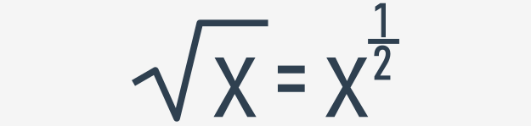 √x = x^(1/2)